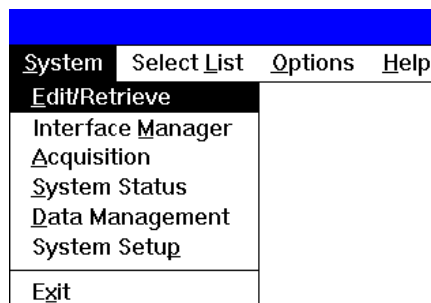 System Select List Options Help
Edit/Retrieve
Interface Manager
Acquisition
System Status
Data Management
System Setup
Exit